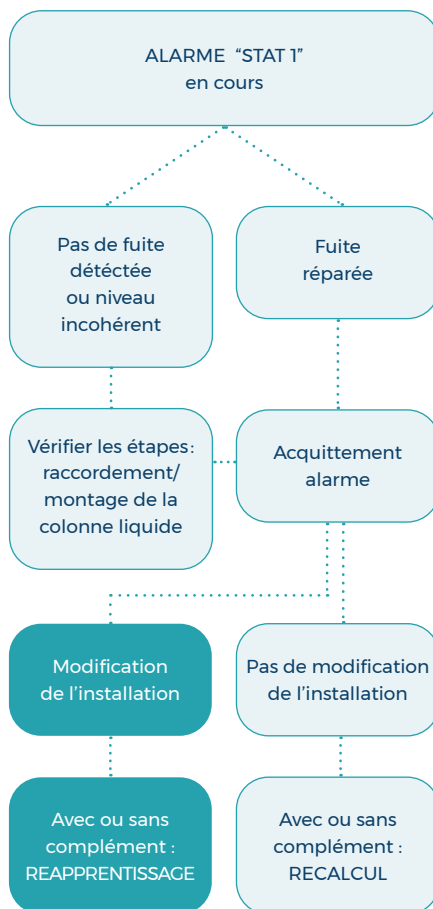 ALARME “STAT 1”
en cours
Pas de fuite
détéctée
ou niveau
incohérent
Fuite
réparée
Vérifier les étapes:
raccordement/
montage de la
colonne liquide
Acquittement
alarme
Modification
de l’installation
Pas de modification
de l’installation
Avec ou sans
complément :
REAPPRENTISSAGE
Avec ou sans
complément :
RECALCUL